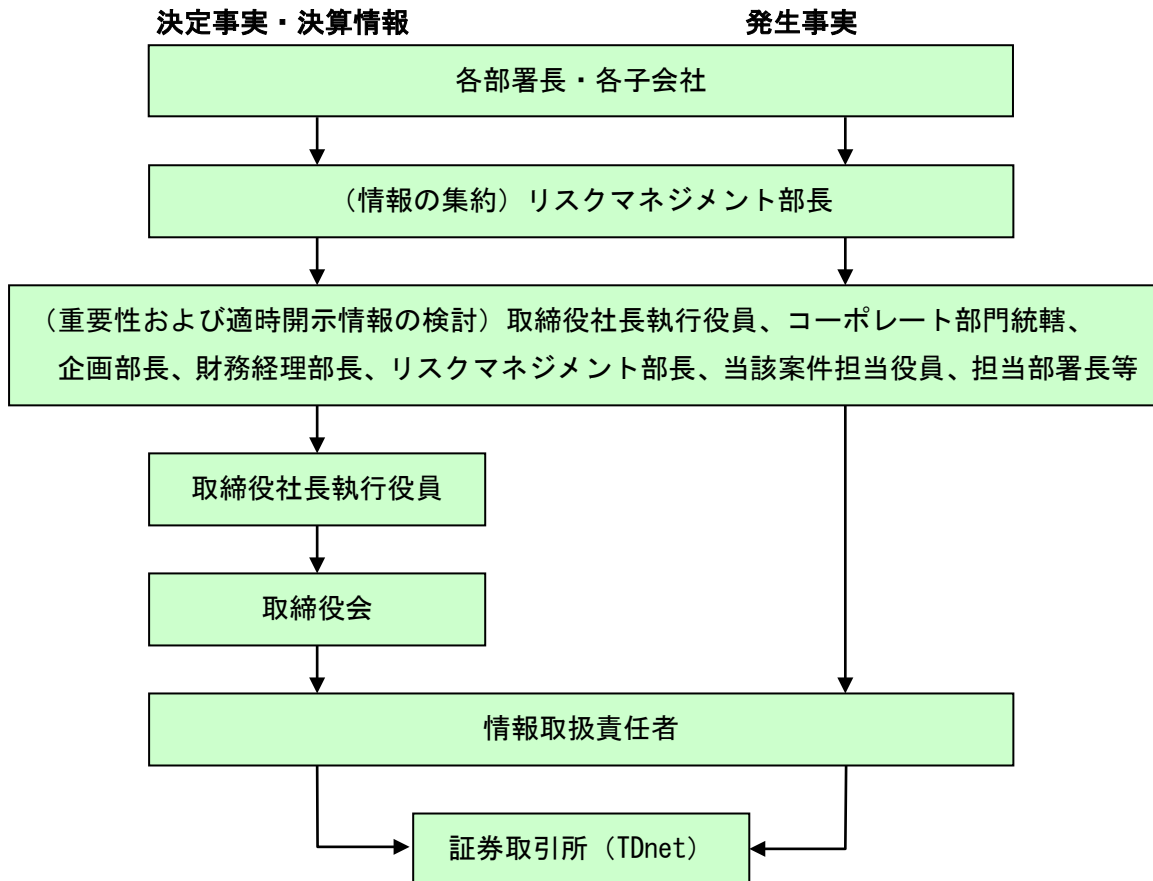 決定事実・決算情報
発生事実
各部署長・各子会社
（情報の集約）リスクマネジメント部長
（重要性および適時開示情報の検討）取締役社長執行役員、コーポレート部門統轄、
企画部長、財務経理部長、リスクマネジメント部長、当該案件担当役員、担当部署長等
取締役社長執行役員
取締役会
情報取扱責任者
証券取引所（TDnet）